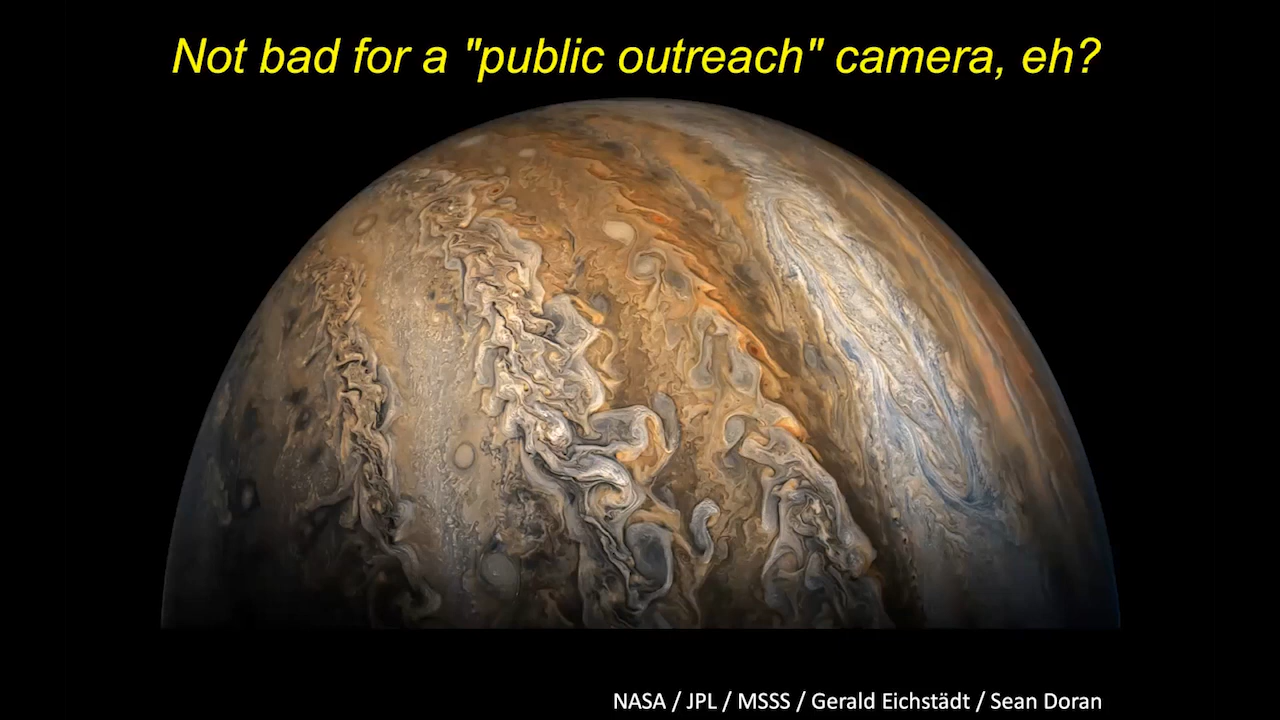 Not bad for a "public outreach" camera, eh?
NASA / JPL / MSSS / Gerald Eichstädt / Sean Doran